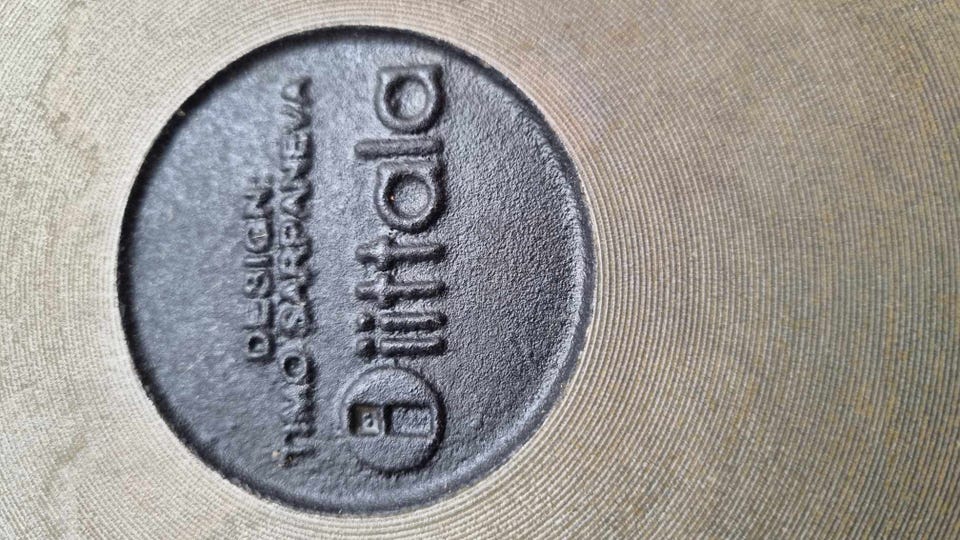 DESIGN:
TIMO SARPANEVA
i iittala